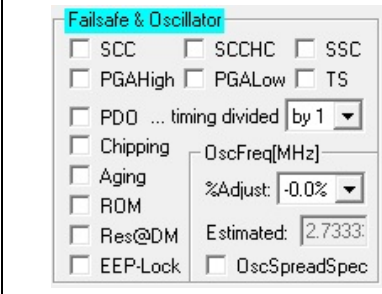 Failsafe & Oscillator
SCC SCCHC SSC
PGAHigh PGALow TS
PDO ... timing divided by 1
Chipping
OscFreq[MHz]
Aging
%Adjust: -0.0%
ROM
Res@DM
Estimated: 2.7333
EEP-Lock
OscSpreadSpec